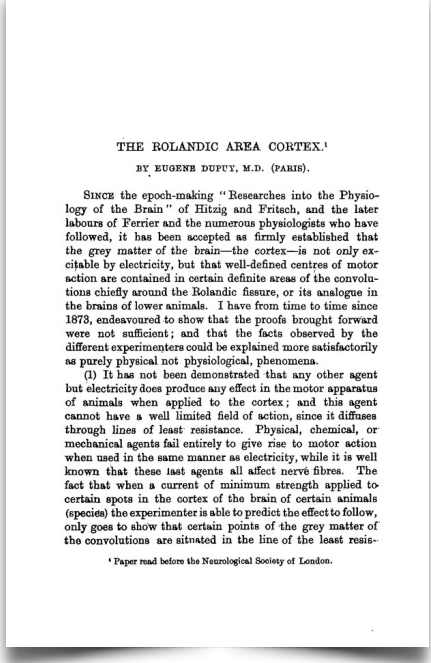 THE ROLANDIC AREA CORTEX.¹
BY EUGENE DUPUY, M.D. (PARIS).
SINCE the epoch-making "Researches into the Physio-
logy of the Brain" of Hitzig and Fritsch, and the later
labours of Ferrier and the numerous physiologists who have
followed, it has been accepted as firmly established that
the grey matter of the brain—the cortex—is not only ex-
citable by electricity, but that well-defined centres of motor
action are contained in certain definite areas of the convolu-
tions chiefly around the Rolandic fissure, or its analogue in
the brains of lower animals. I have from time to time since
1873, endeavoured to show that the proofs brought forward
were not sufficient; and that the facts observed by the
different experimenters could be explained more satisfactorily
as purely physical not physiological, phenomena.
(1) It has not been demonstrated that any other agent
but electricity does produce any effect in the motor apparatus
of animals when applied to the cortex; and this agent
cannot have a well limited field of action, since it diffuses
through lines of least resistance. Physical, chemical, or
mechanical agents fail entirely to give rise to motor action
when used in the same manner as electricity, while it is well
known that these last agents all affect nerve fibres. The
fact that when a current of minimum strength applied to
certain spots in the cortex of the brain of certain animals
(species) the experimenter is able to predict the effect to follow,
only goes to show that certain points of the grey matter of
the convolutions are situated in the line of the least resis-
¹ Paper read before the Neurological Society of London.